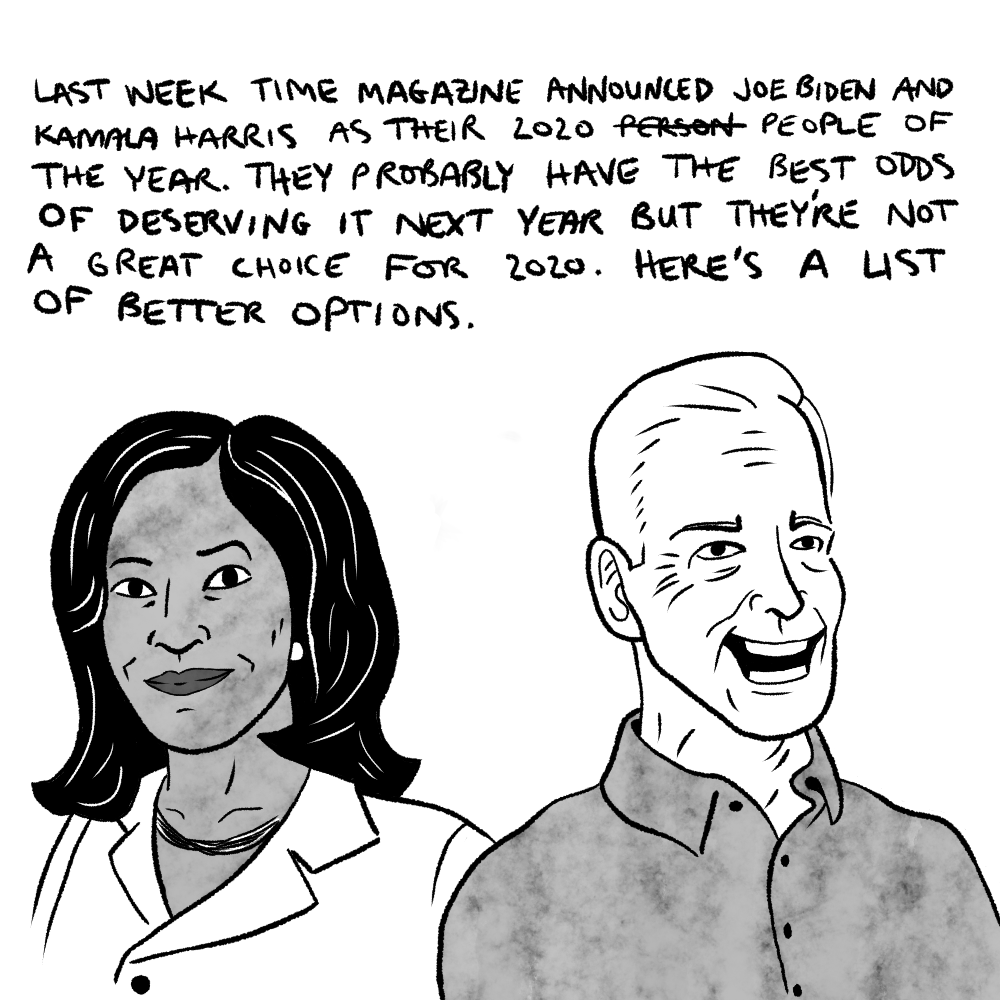 LAST WEEK TIME MAGAZINE ANNOUNCED JOE BIDEN AND
KAMALA HARRIS AS THEIR 2020 PERSON PEOPLE OF
THE YEAR. THEY PROBABLY HAVE THE BEST ODDS
OF DESERVING IT NEXT YEAR BUT THEY'RE NOT
A GREAT CHOICE FOR 2020. HERE'S A LIST
OF BETTER OPTIONS.